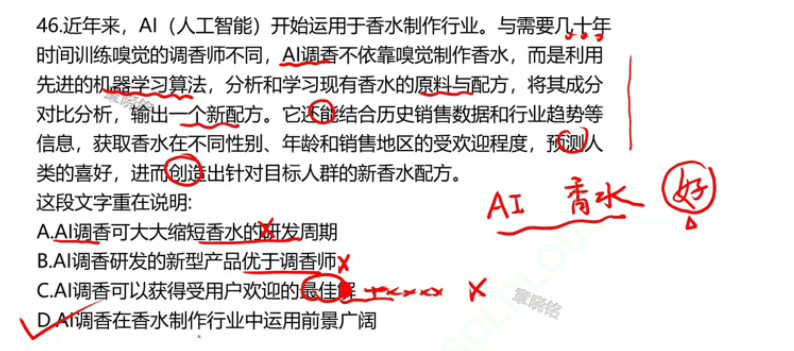 46.近年来，AI（人工智能）开始运用于香水制作行业。与需要几十年
时间训练嗅觉的调香师不同，AI调香不依靠嗅觉制作香水，而是利用
先进的机器学习算法，分析和学习现有香水的原料与配方，将其成分
对比分析，输出一个新配方。它还能结合历史销售数据和行业趋势等
信息，获取香水在不同性别、年龄和销售地区的受欢迎程度，预测人
类的喜好，进而创造出针对目标人群的新香水配方。
这段文字重在说明:
AI 香水 好
A.AI调香可大大缩短香水的研发周期
B.AI调香研发的新型产品优于调香师
C.AI调香可以获得受用户欢迎的最佳解
D.AI调香在香水制作行业中运用前景广阔
章晓铭
章晓铭